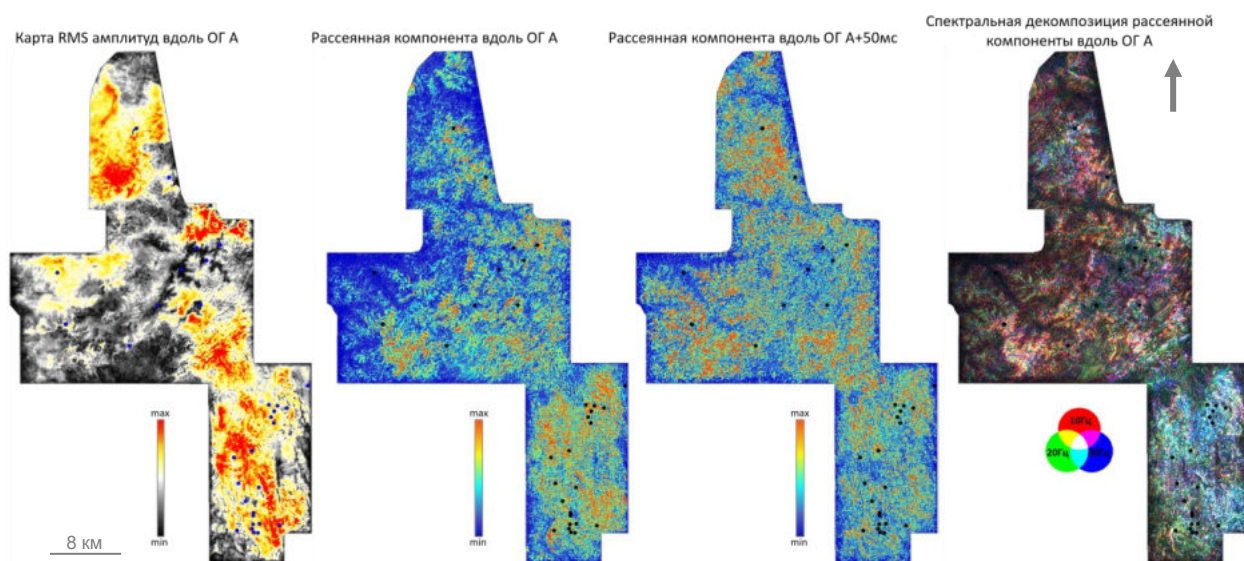 Карта RMS амплитуд вдоль ОГ А
Рассеянная компонента вдоль ОГ А
Рассеянная компонента вдоль ОГ А+50мс
Спектральная декомпозиция рассеянной
компоненты вдоль ОГ А
max
min
8 км
max
min
max
min
10Гц
20Гц